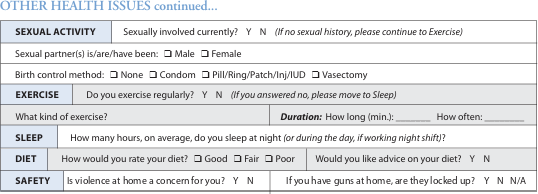 OTHER HEALTH ISSUES continued...
SEXUAL ACTIVITY Sexually involved currently? Y N (If no sexual history, please continue to Exercise)
Sexual partner(s) is/are/have been: ❑ Male ❑ Female
Birth control method: ❑ None ❑ Condom ❑ Pill/Ring/Patch/Inj/IUD ❑ Vasectomy
EXERCISE Do you exercise regularly? Y N (If you answered no, please move to Sleep)
What kind of exercise? Duration: How long (min.): _______ How often: ________
SLEEP How many hours, on average, do you sleep at night (or during the day, if working night shift)?
DIET How would you rate your diet? ❑ Good ❑ Fair ❑ Poor Would you like advice on your diet? Y N
SAFETY Is violence at home a concern for you? Y N If you have guns at home, are they locked up? Y N N/A